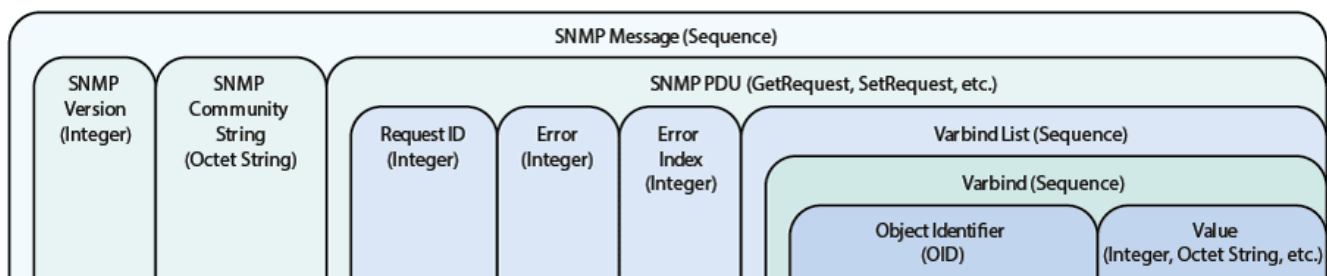 SNMP Message (Sequence)
SNMP
Version
(Integer)
SNMP
Community
String
(Octet String)
SNMP PDU (GetRequest, SetRequest, etc.)
Request ID
(Integer)
Error
(Integer)
Error
Index
(Integer)
Varbind List (Sequence)
Varbind (Sequence)
Object Identifier
(OID)
Value
(Integer, Octet String, etc.)